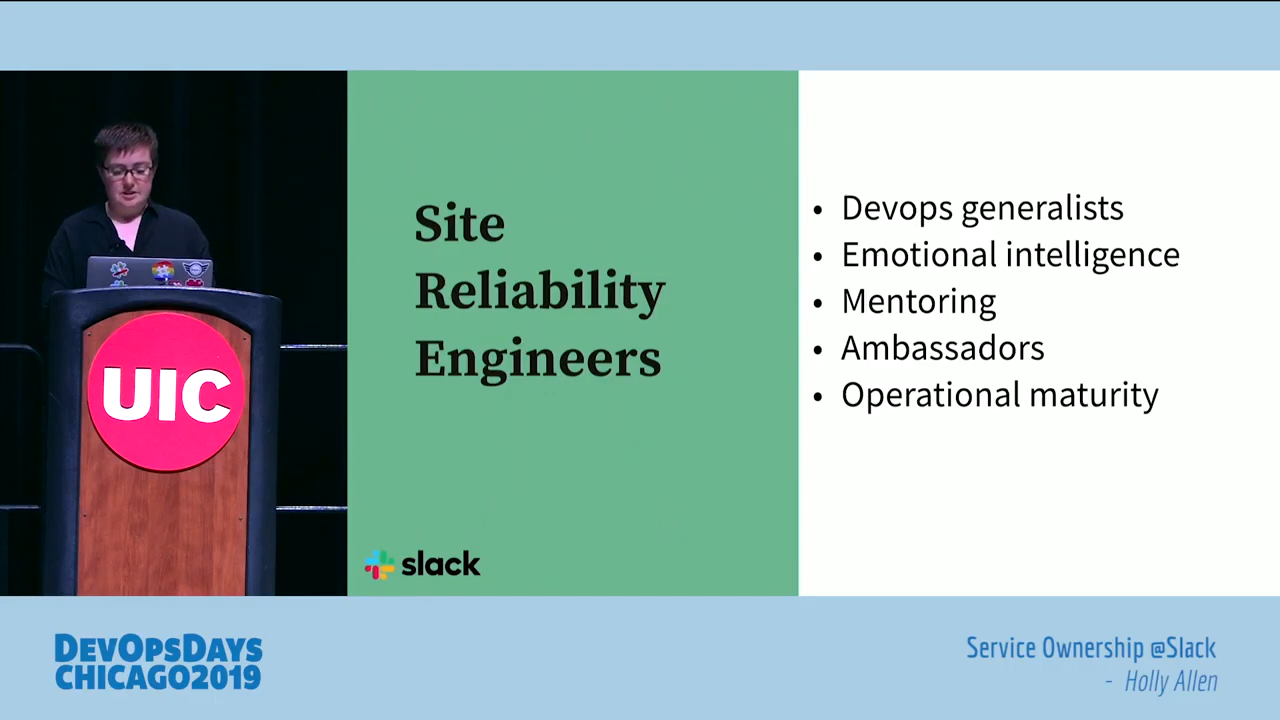 Site
Reliability
Engineers
• Devops generalists
• Emotional intelligence
• Mentoring
• Ambassadors
• Operational maturity
UIC
slack
DEVOPSDAYS
CHICAGO2019
Service Ownership @Slack
- Holly Allen